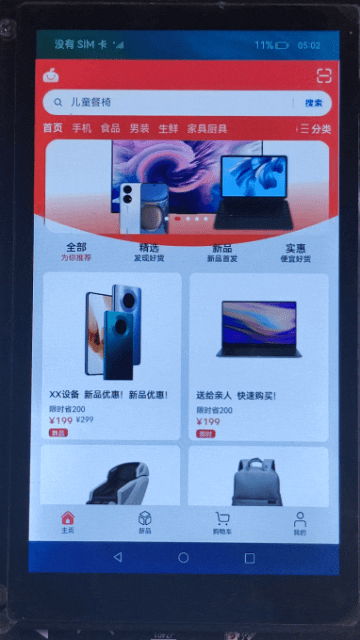 没有 SIM 卡
11%
05:02
儿童餐椅
搜索
首页 手机 食品 男装 生鲜 家具厨具 分类
全部 精选 新品 实惠
为你推荐 发现好货 新品首发 便宜好货
XX设备 新品优惠! 新品优惠!
限时省200
¥199 ¥299
送给亲人 快速购买!
限时省200
¥199
限时
主页 新品 购物车 我的